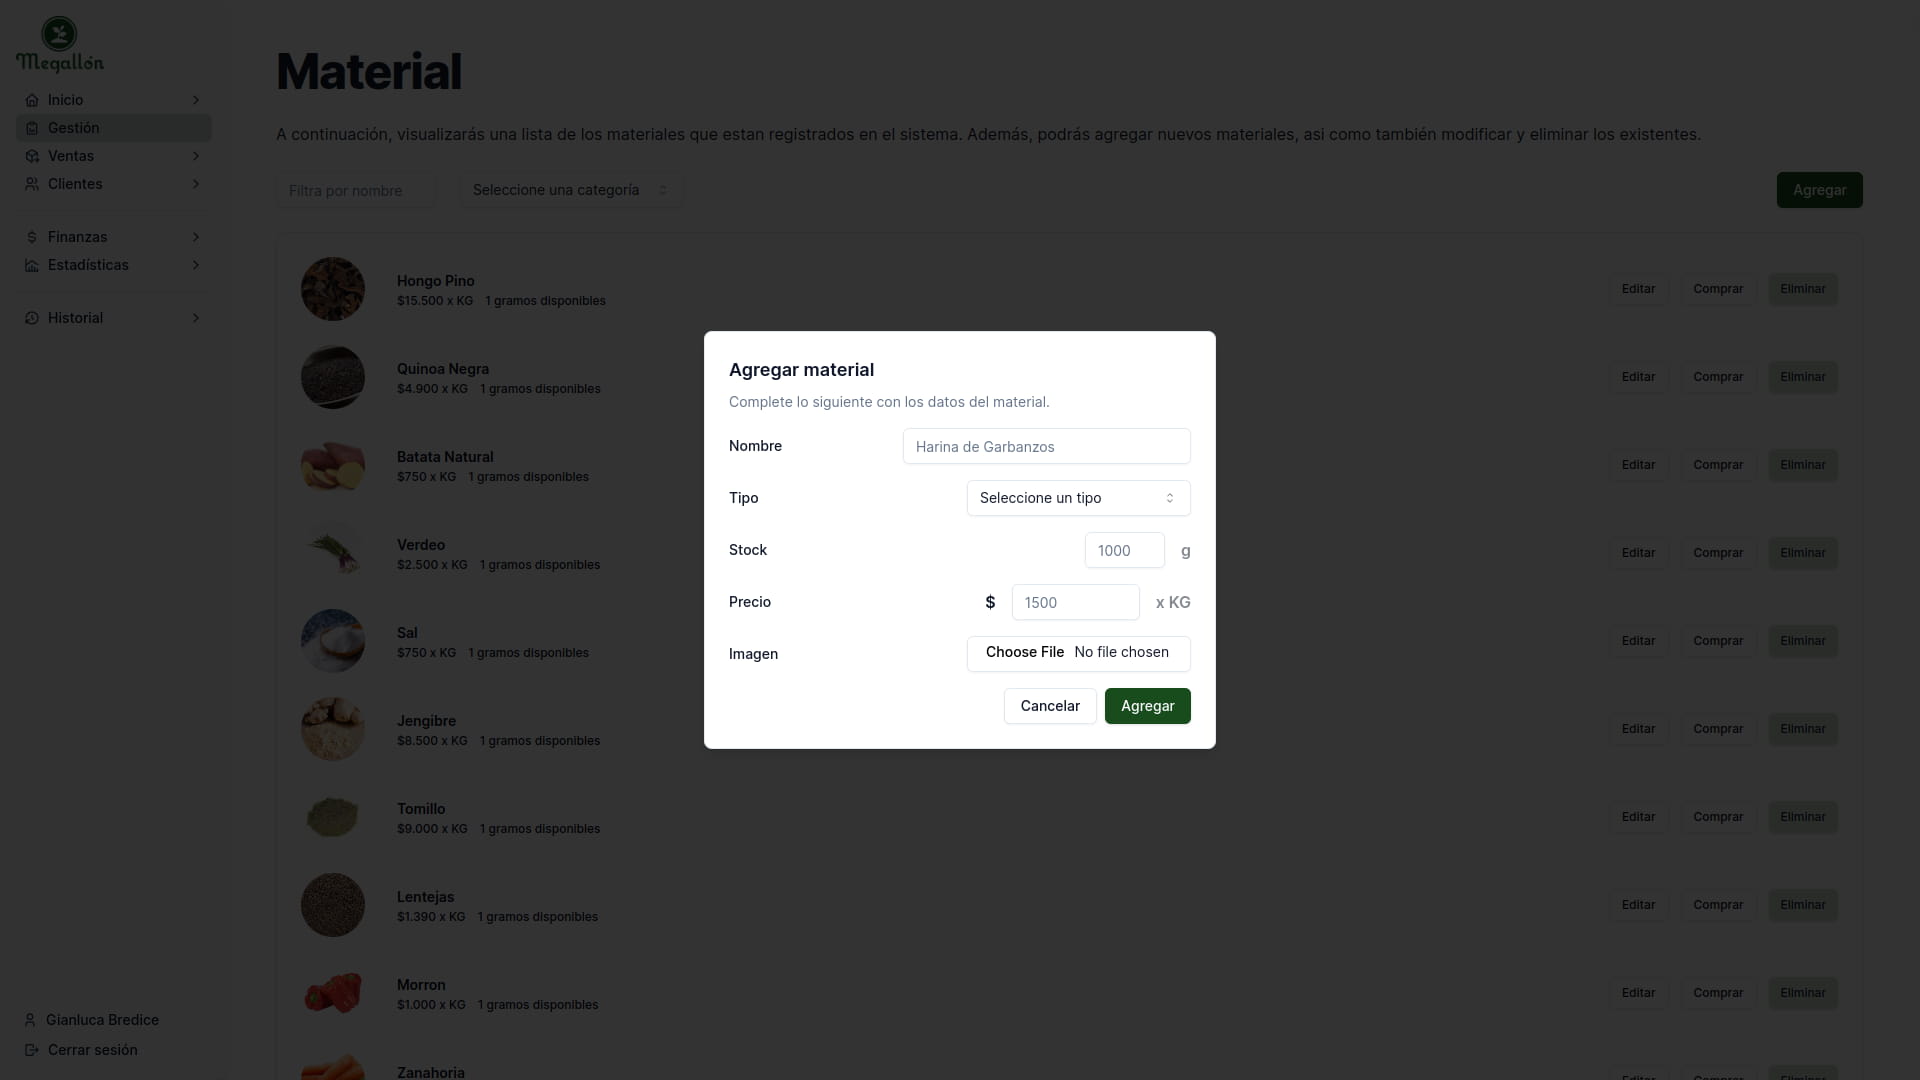 Megallón
Inicio
Gestión
Ventas
Clientes
Finanzas
Estadísticas
Historial
Gianluca Bredice
Cerrar sesión
Material
A continuación, visualizarás una lista de los materiales que estan registrados en el sistema. Además, podrás agregar nuevos materiales, asi como también modificar y eliminar los existentes.
Filtra por nombre Seleccione una categoría Agregar
Hongo Pino
$15.500 x KG 1 gramos disponibles
Editar Comprar Eliminar
Quinoa Negra
$4.900 x KG 1 gramos disponibles
Editar Comprar Eliminar
Batata Natural
$750 x KG 1 gramos disponibles
Editar Comprar Eliminar
Verdeo
$2.500 x KG 1 gramos disponibles
Editar Comprar Eliminar
Sal
$750 x KG 1 gramos disponibles
Editar Comprar Eliminar
Jengibre
$8.500 x KG 1 gramos disponibles
Editar Comprar Eliminar
Tomillo
$9.000 x KG 1 gramos disponibles
Editar Comprar Eliminar
Lentejas
$1.390 x KG 1 gramos disponibles
Editar Comprar Eliminar
Morron
$1.000 x KG 1 gramos disponibles
Editar Comprar Eliminar
Zanahoria
Editar Comprar Eliminar
Agregar material
Complete lo siguiente con los datos del material.
Nombre Harina de Garbanzos
Tipo Seleccione un tipo
Stock 1000 g
Precio $ 1500 x KG
Imagen Choose File No file chosen
Cancelar Agregar